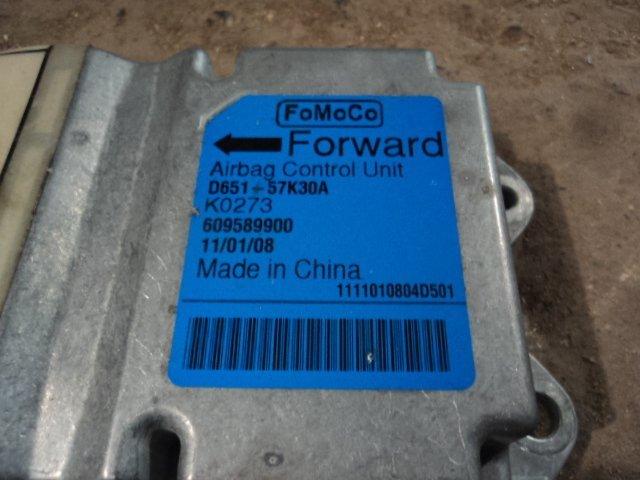 FoMoCo
Forward
Airbag Control Unit
D651-57K30A
K0273
609589900
11/01/08
Made in China
1111010804D501